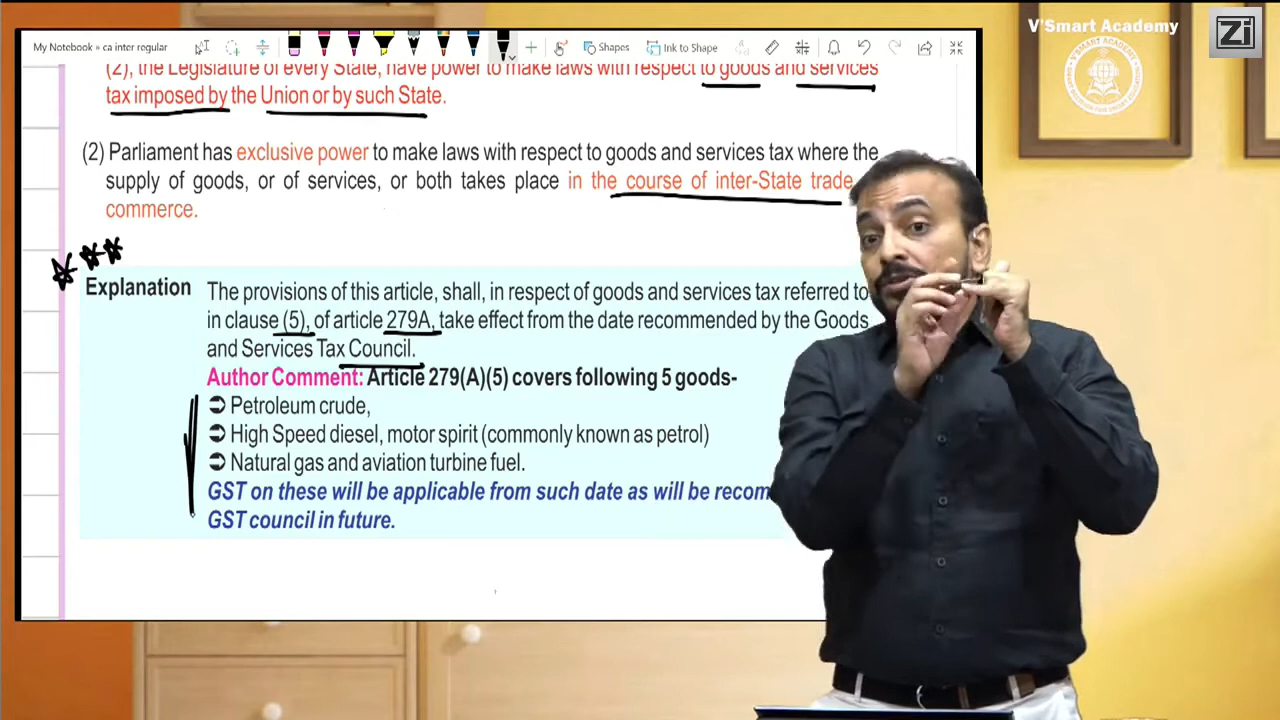 V'Smart Academy
Zi
My Notebook » ca inter regular
Shapes
Ink to Shape
(2), the Legislature of every State, have power to make laws with respect to goods and services
tax imposed by the Union or by such State.
(2) Parliament has exclusive power to make laws with respect to goods and services tax where the
supply of goods, or of services, or both takes place in the course of inter-State trade
commerce.
Explanation The provisions of this article, shall, in respect of goods and services tax referred to
in clause (5), of article 279A, take effect from the date recommended by the Goods
and Services Tax Council.
Author Comment: Article 279(A)(5) covers following 5 goods-
➲ Petroleum crude,
➲ High Speed diesel, motor spirit (commonly known as petrol)
➲ Natural gas and aviation turbine fuel.
GST on these will be applicable from such date as will be recom
GST council in future.